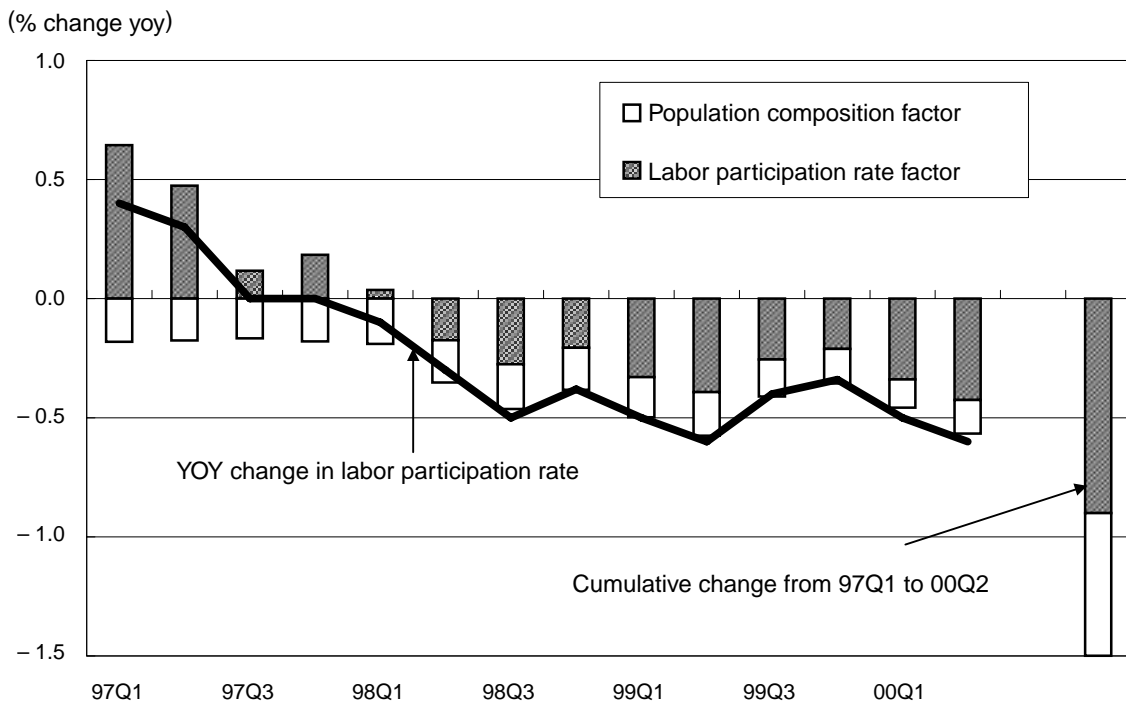 (% change yoy)
1.0
Population composition factor
Labor participation rate factor
0.5
0.0
– 0.5
YOY change in labor participation rate
– 1.0
Cumulative change from 97Q1 to 00Q2
– 1.5
97Q1 97Q3 98Q1 98Q3 99Q1 99Q3 00Q1